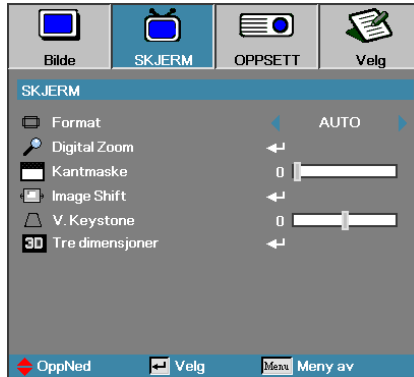 Bilde SKJERM OPPSETT Velg
SKJERM
Format AUTO
Digital Zoom
Kantmaske 0
Image Shift
V. Keystone 0
3D Tre dimensjoner
OppNed Velg Menu Meny av